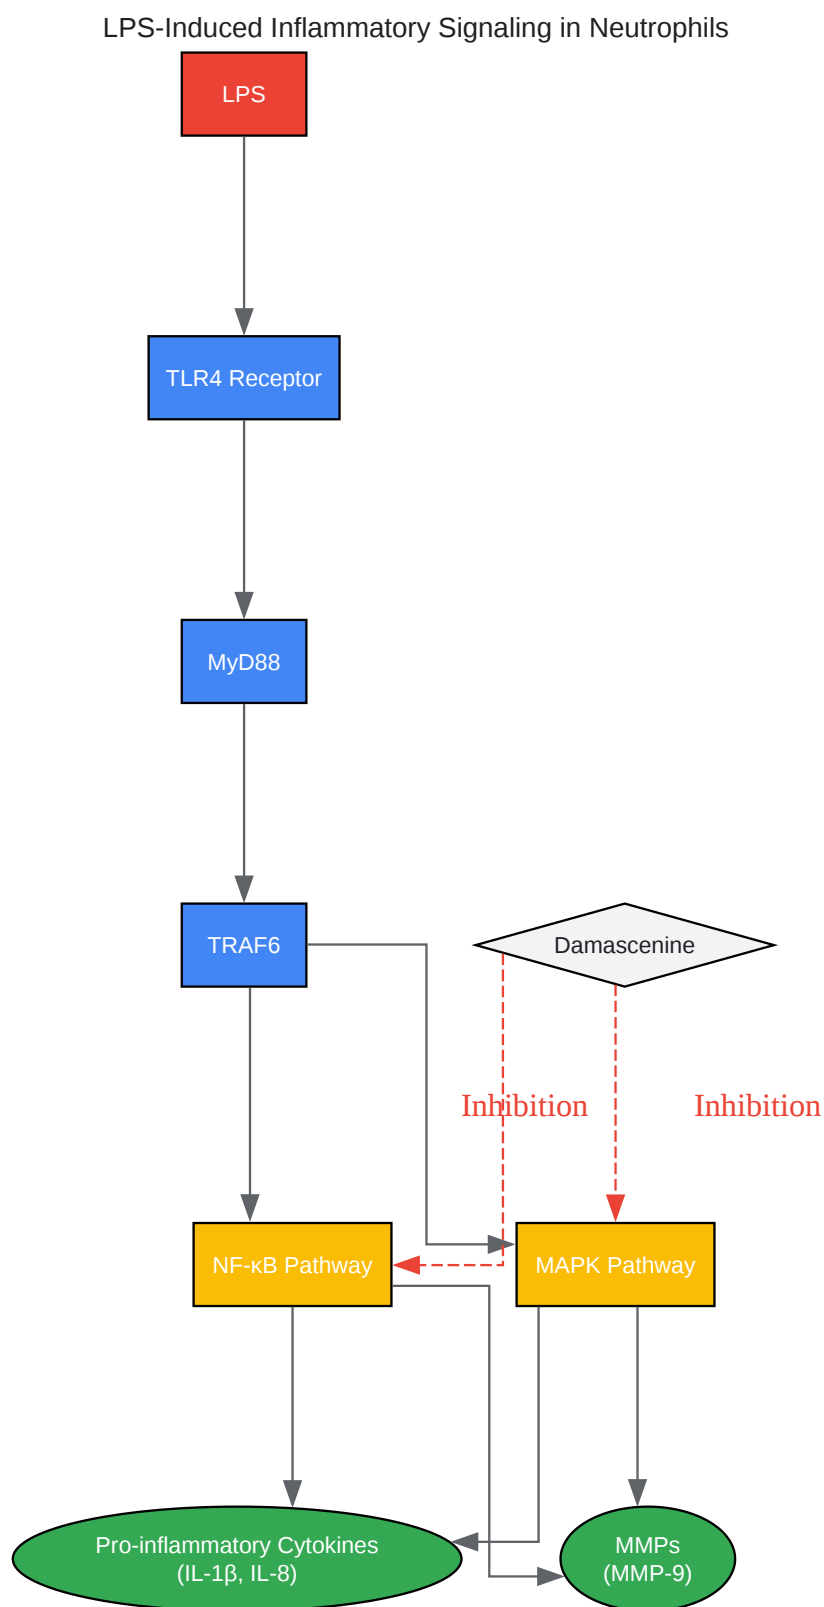 LPS-Induced Inflammatory Signaling in Neutrophils
LPS
TLR4 Receptor
MyD88
TRAF6
Damascenine
Inhibition
Inhibition
NF-κB Pathway
MAPK Pathway
Pro-inflammatory Cytokines
(IL-1β, IL-8)
MMPs
(MMP-9)